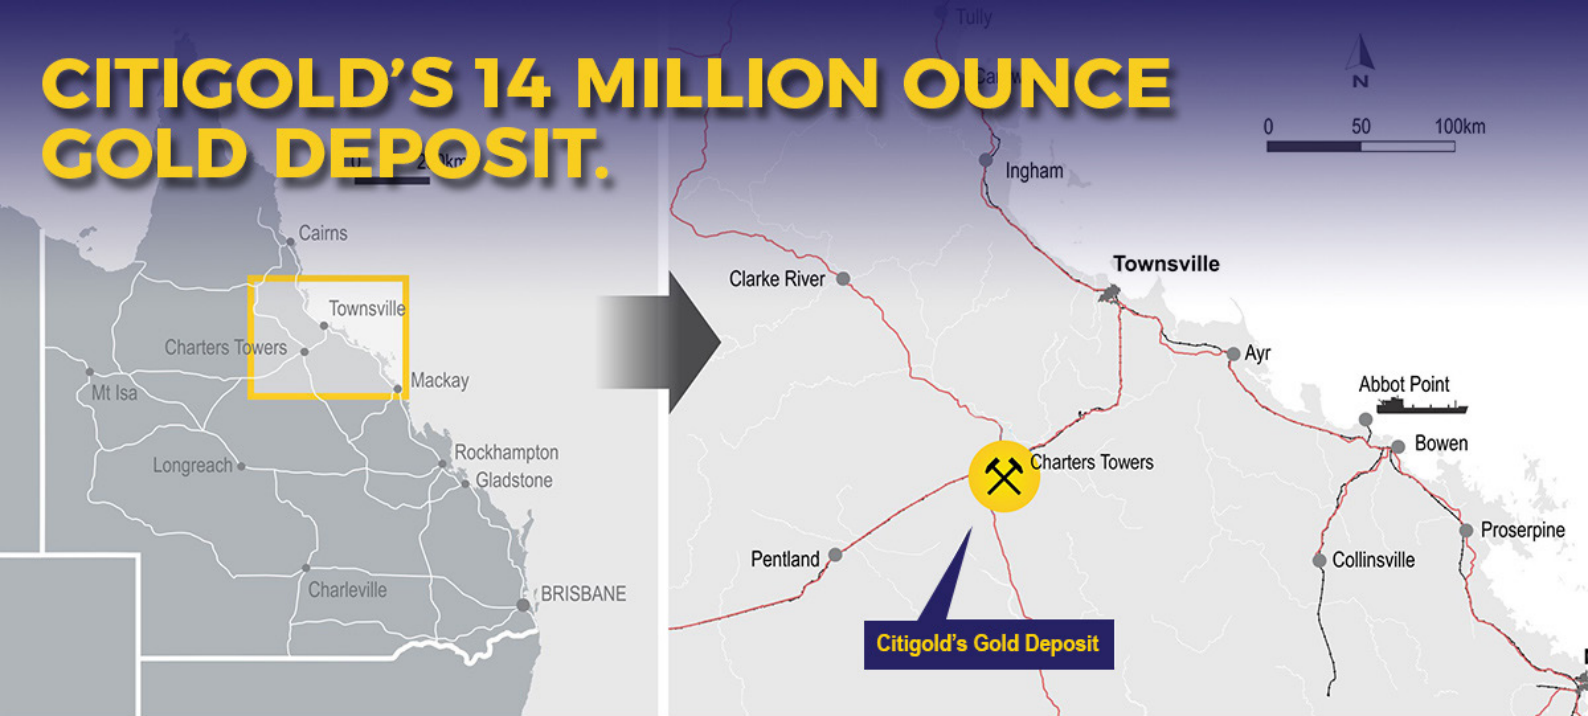 CITIGOLD'S 14 MILLION OUNCE
GOLD DEPOSIT.
Cairns
Townsville
Charters Towers
Mackay
Mt Isa
Rockhampton
Longreach
Gladstone
Charleville
BRISBANE
Tully
N
0 50 100km
Ingham
Townsville
Clarke River
Ayr
Abbot Point
Bowen
Charters Towers
Proserpine
Pentland
Collinsville
Citigold's Gold Deposit